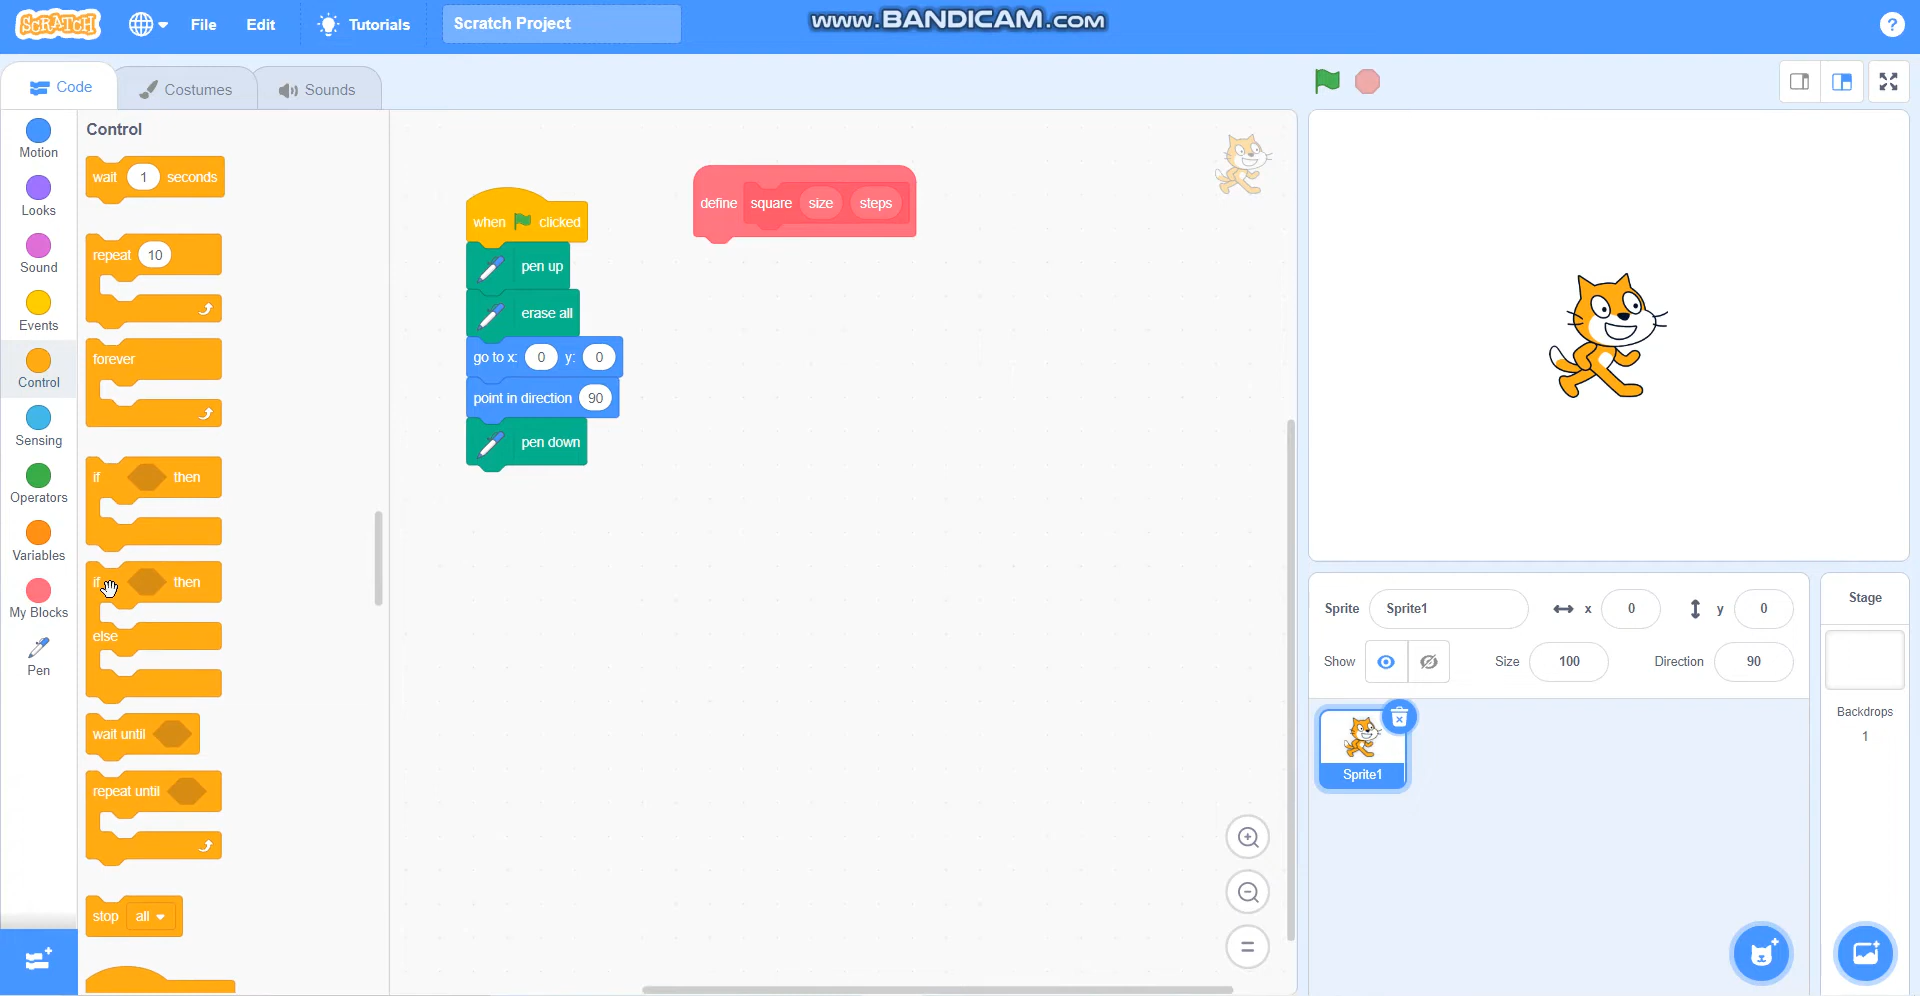 SCRATCH
File
Edit
Tutorials
Scratch Project
www.BANDICAM.com
?
Code
Costumes
Sounds
Motion
Looks
Sound
Events
Control
Sensing
Operators
Variables
My Blocks
Pen
Control
wait 1 seconds
repeat 10
forever
if then
if then
else
wait until
repeat until
stop all
when clicked
pen up
erase all
go to x: 0 y: 0
point in direction 90
pen down
define square size steps
Sprite Sprite1 x 0 y 0
Show Size 100 Direction 90
Sprite1
Stage
Backdrops
1